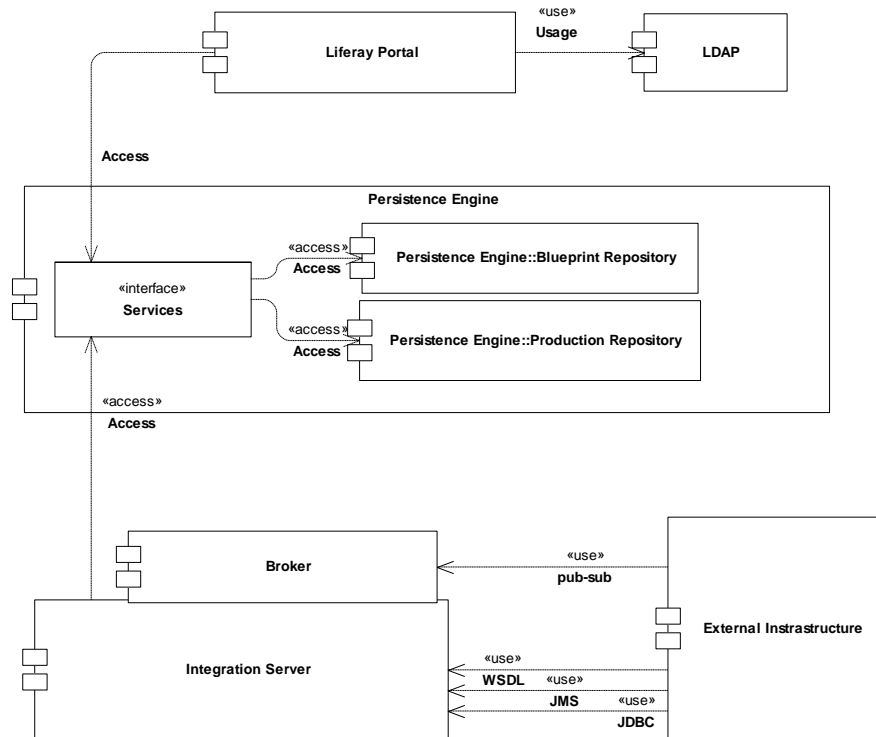 «use»
Usage
Liferay Portal
LDAP
Access
Persistence Engine
«access»
Access
Persistence Engine::Blueprint Repository
«interface»
Services
«access»
Access
Persistence Engine::Production Repository
«access»
Access
Broker
«use»
pub-sub
External Instrastructure
Integration Server
«use»
WSDL
«use»
JMS
«use»
JDBC